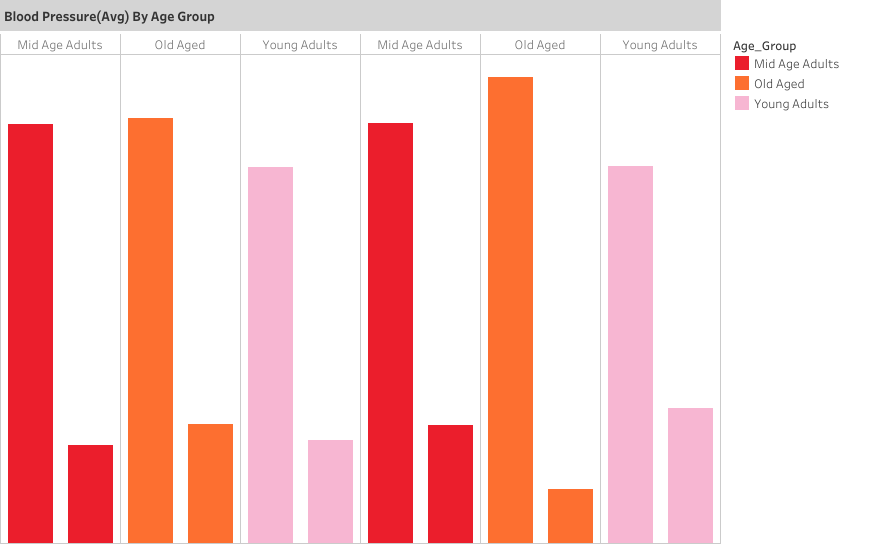 Blood Pressure(Avg) By Age Group
Mid Age Adults Old Aged Young Adults Mid Age Adults Old Aged Young Adults
Age_Group
Mid Age Adults
Old Aged
Young Adults